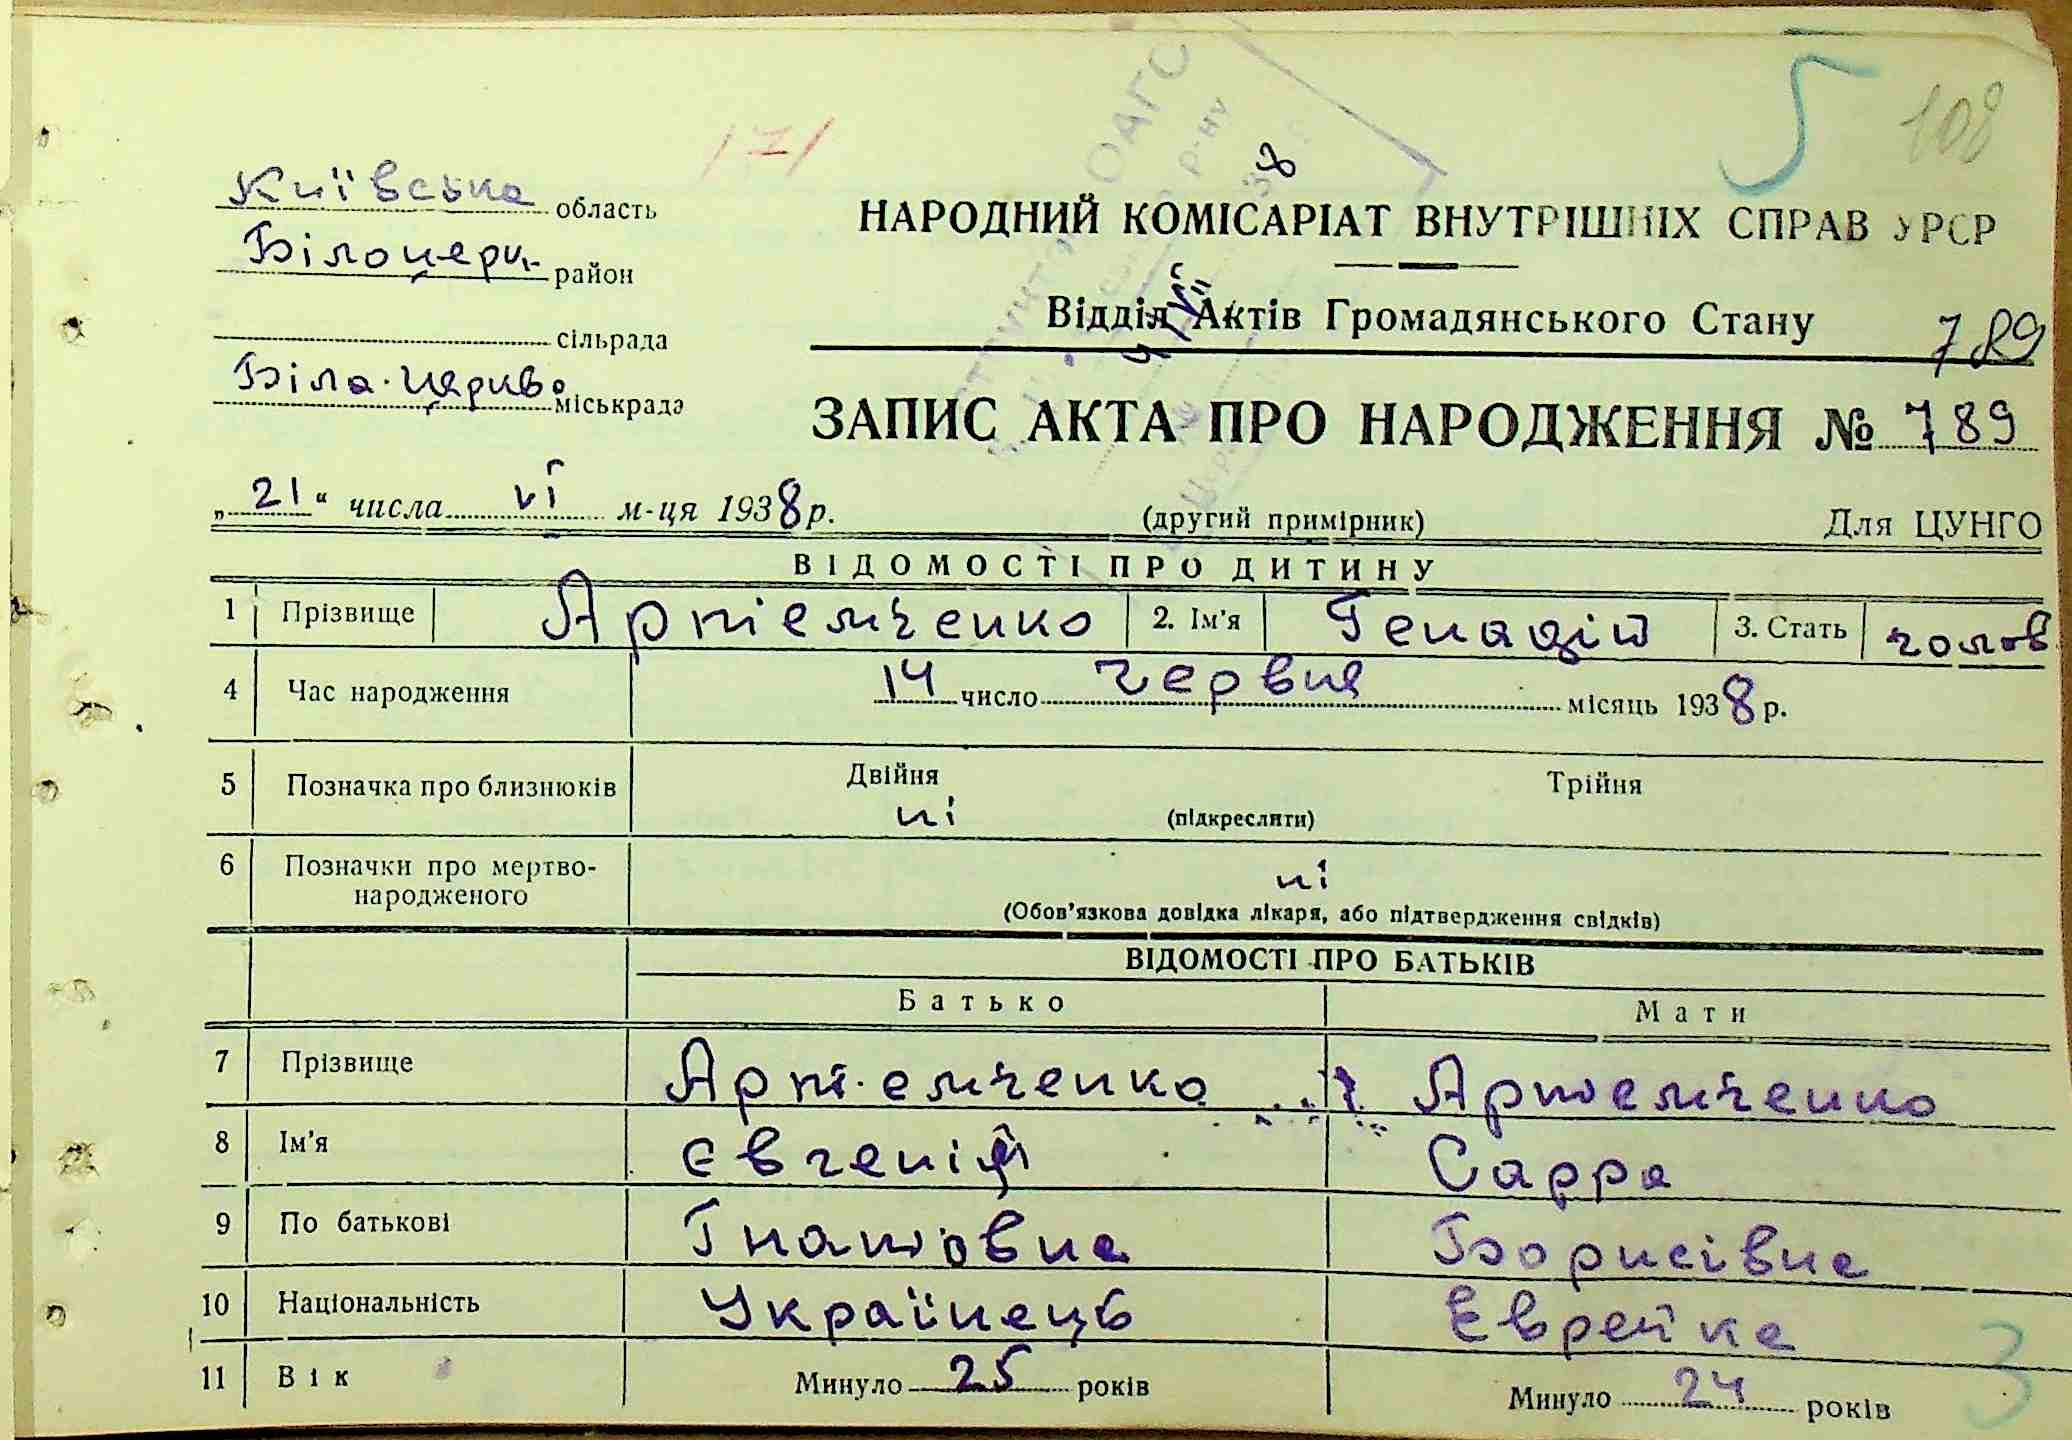 5 108
171
Київська область
Білоцерк. район
сільрада
Біла-Церква міськрада
НАРОДНИЙ КОМІСАРІАТ ВНУТРІШНІХ СПРАВ УРСР
Відділ Актів Громадянського Стану
789
ЗАПИС АКТА ПРО НАРОДЖЕННЯ № 789
„21“ числа VI м-ця 1938 р. (другий примірник) Для ЦУНГО
ВІДОМОСТІ ПРО ДИТИНУ
1 Прізвище Артемченко 2. Ім'я Генадій 3. Стать чолов
4 Час народження 14 число червня місяць 1938 р.
5 Позначка про близнюків Двійня Трійня
ні (підкреслити)
6 Позначки про мертво-
народженого ні
(Обов'язкова довідка лікаря, або підтвердження свідків)
ВІДОМОСТІ ПРО БАТЬКІВ
Батько Мати
7 Прізвище Артемченко Артемченко
8 Ім'я Євгеній Сарра
9 По батькові Гнатовна Борисівна
10 Національність Українець Еврейка
11 Вік Минуло 25 років Минуло 24 років
3